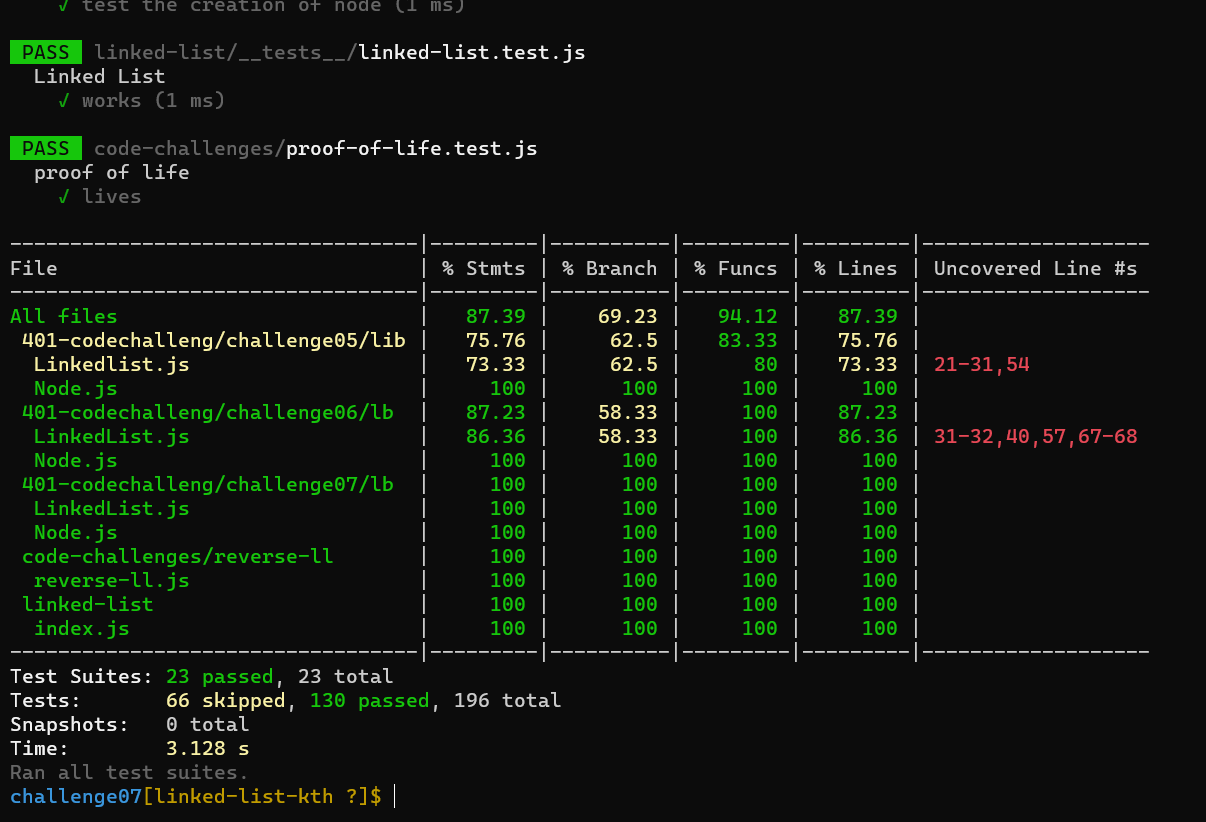 √ test the creation of node (1 ms)
PASS linked-list/__tests__/linked-list.test.js
Linked List
√ works (1 ms)
PASS code-challenges/proof-of-life.test.js
proof of life
√ lives
----------------------------------|---------|----------|---------|---------|-------------------
File | % Stmts | % Branch | % Funcs | % Lines | Uncovered Line #s
----------------------------------|---------|----------|---------|---------|-------------------
All files | 87.39 | 69.23 | 94.12 | 87.39 |
401-codechalleng/challenge05/lib | 75.76 | 62.5 | 83.33 | 75.76 |
Linkedlist.js | 73.33 | 62.5 | 80 | 73.33 | 21-31,54
Node.js | 100 | 100 | 100 | 100 |
401-codechalleng/challenge06/lb | 87.23 | 58.33 | 100 | 87.23 |
LinkedList.js | 86.36 | 58.33 | 100 | 86.36 | 31-32,40,57,67-68
Node.js | 100 | 100 | 100 | 100 |
401-codechalleng/challenge07/lb | 100 | 100 | 100 | 100 |
LinkedList.js | 100 | 100 | 100 | 100 |
Node.js | 100 | 100 | 100 | 100 |
code-challenges/reverse-ll | 100 | 100 | 100 | 100 |
reverse-ll.js | 100 | 100 | 100 | 100 |
linked-list | 100 | 100 | 100 | 100 |
index.js | 100 | 100 | 100 | 100 |
----------------------------------|---------|----------|---------|---------|-------------------
Test Suites: 23 passed, 23 total
Tests: 66 skipped, 130 passed, 196 total
Snapshots: 0 total
Time: 3.128 s
Ran all test suites.
challenge07[linked-list-kth ?]$